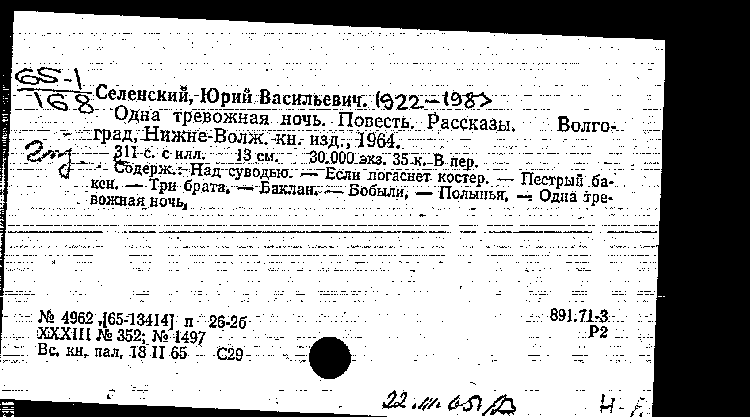 65-1
168
Селенский, Юрий Васильевич. 1922—198
Одна тревожная ночь. Повесть. Рассказы. Волго-
град, Нижне-Волж. кн. изд., 1964.
311 с. с илл. 13 см. 30.000 экз. 35 к. В пер.
Содерж.: Над суводью. — Если погаснет костер. — Пестрый ба-
кен. — Три брата. — Баклан. — Бобыли. — Полынья. — Одна тре-
вожная ночь.
№ 4962 [65-13414] п 26-2б
XXXIII № 352; № 1497
Вс. кн. пал. 18 II 65 С29
891.71-3
Р2
22.III.65